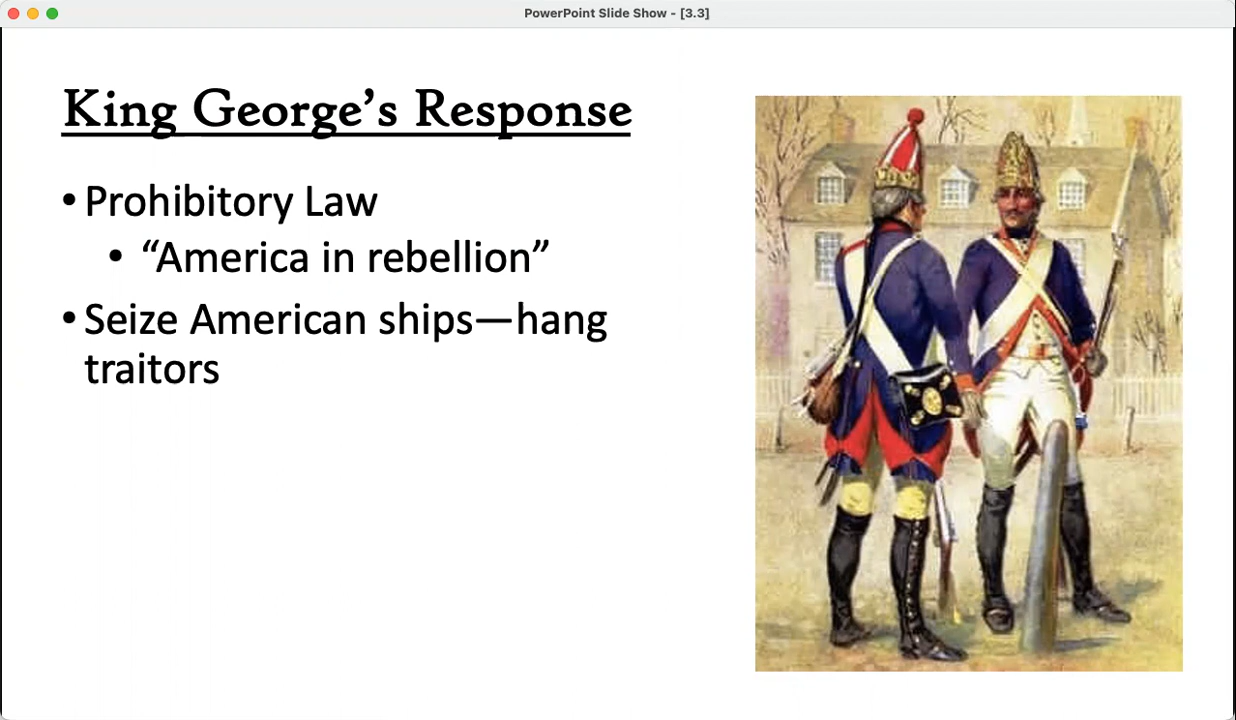 PowerPoint Slide Show - [3.3]
King George’s Response
• Prohibitory Law
• “America in rebellion”
• Seize American ships—hang
traitors